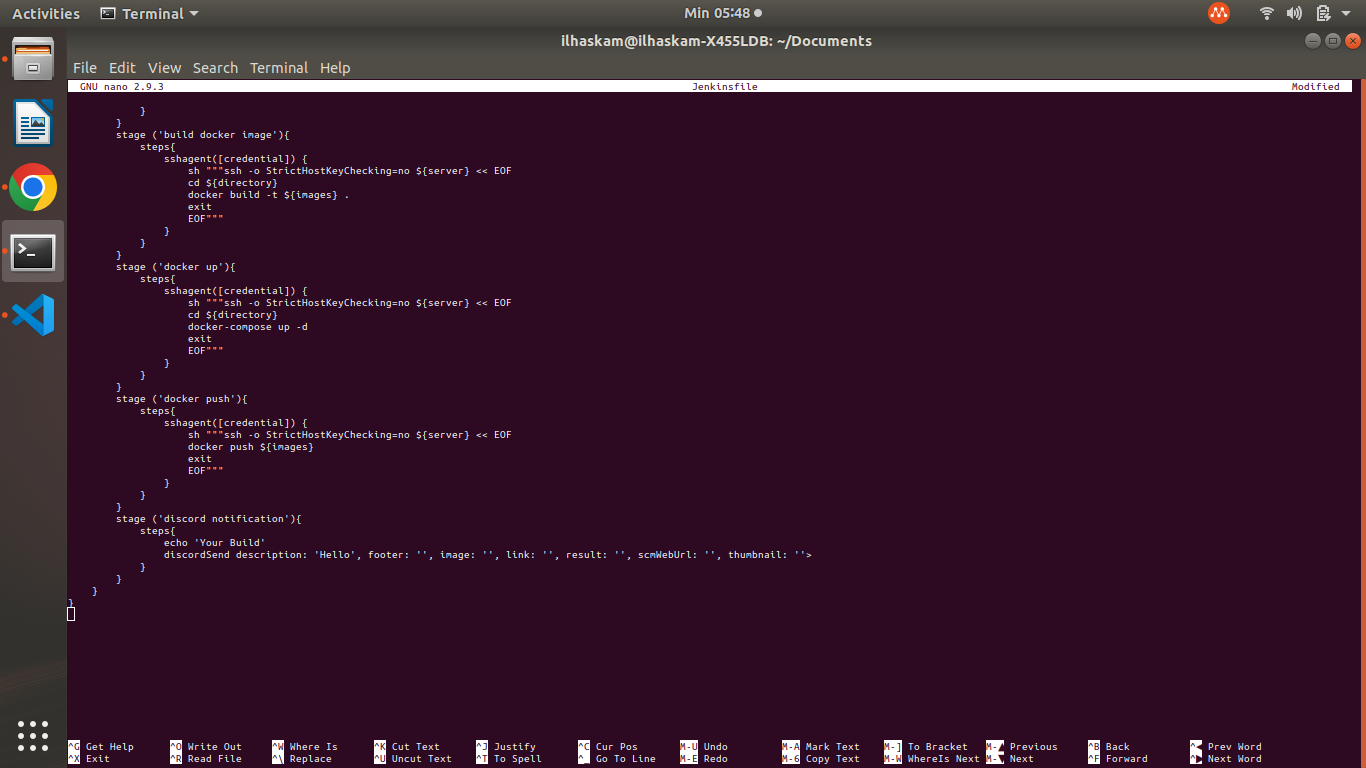 Activities Terminal Min 05:48
ilhaskam@ilhaskam-X455LDB: ~/Documents
File Edit View Search Terminal Help
GNU nano 2.9.3 Jenkinsfile Modified
}
}
stage ('build docker image'){
steps{
sshagent([credential]) {
sh """ssh -o StrictHostKeyChecking=no ${server} << EOF
cd ${directory}
docker build -t ${images} .
exit
EOF"""
}
}
}
stage ('docker up'){
steps{
sshagent([credential]) {
sh """ssh -o StrictHostKeyChecking=no ${server} << EOF
cd ${directory}
docker-compose up -d
exit
EOF"""
}
}
}
stage ('docker push'){
steps{
sshagent([credential]) {
sh """ssh -o StrictHostKeyChecking=no ${server} << EOF
docker push ${images}
exit
EOF"""
}
}
}
stage ('discord notification'){
steps{
echo 'Your Build'
discordSend description: 'Hello', footer: '', image: '', link: '', result: '', scmWebUrl: '', thumbnail: ''>
}
}
}
}
^G Get Help ^O Write Out ^W Where Is ^K Cut Text ^J Justify ^C Cur Pos M-U Undo M-A Mark Text M-] To Bracket M-▲ Previous ^B Back ^◀ Prev Word
^X Exit ^R Read File ^\ Replace ^U Uncut Text ^T To Spell ^_ Go To Line M-E Redo M-6 Copy Text M-W WhereIs Next M-▼ Next ^F Forward ^▶ Next Word